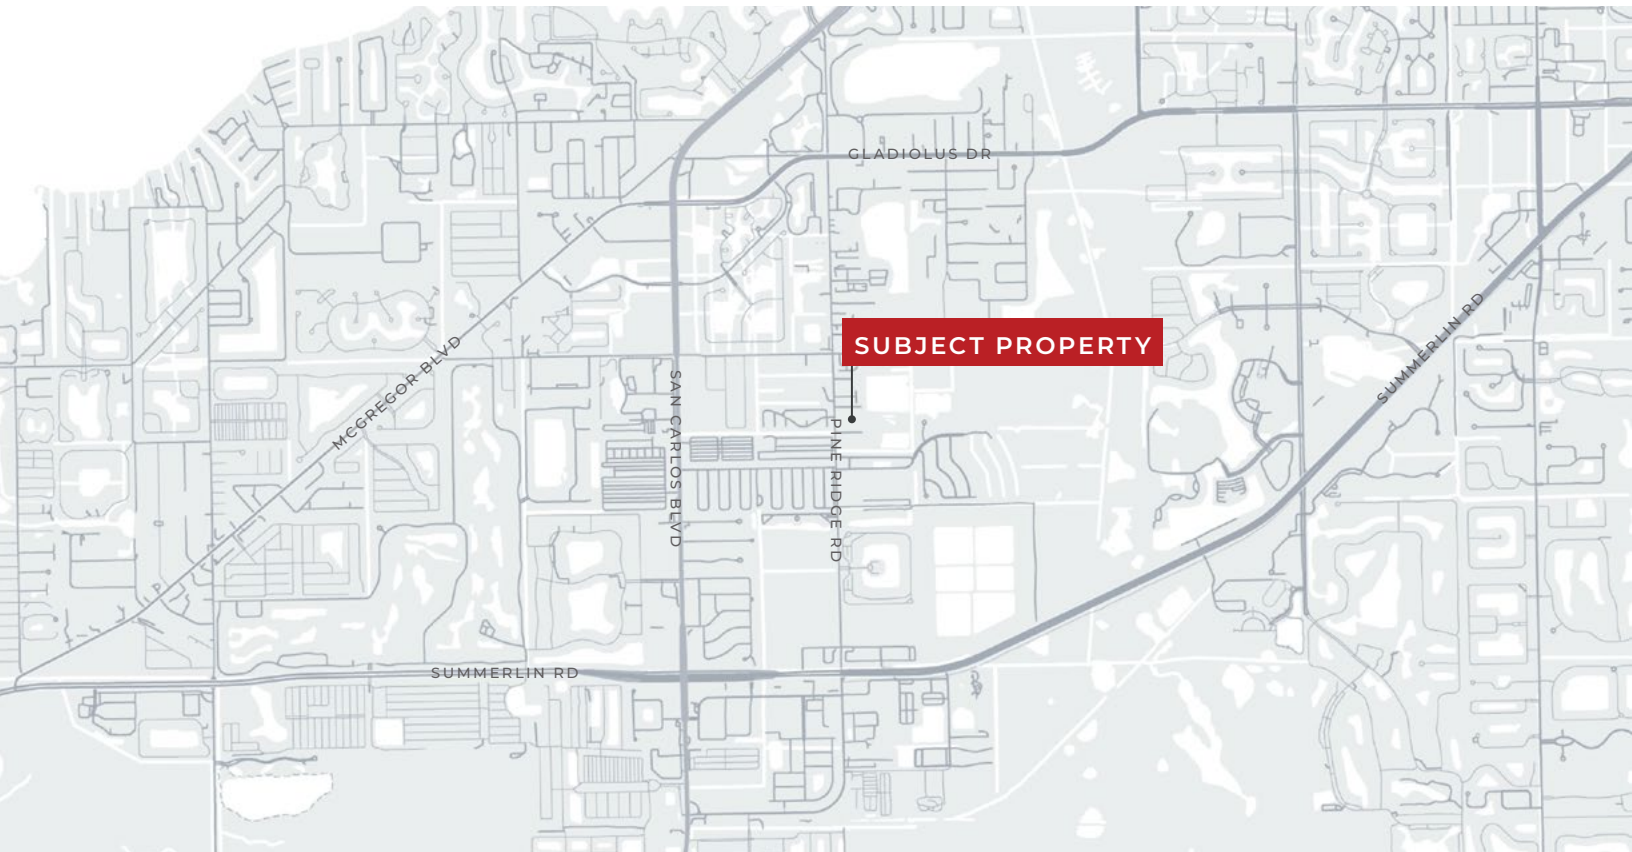 GLADIOLUS DR
SUBJECT PROPERTY
SUMMERLIN RD
MCGREGOR BLVD
SAN CARLOS BLVD
PINE RIDGE RD
SUMMERLIN RD